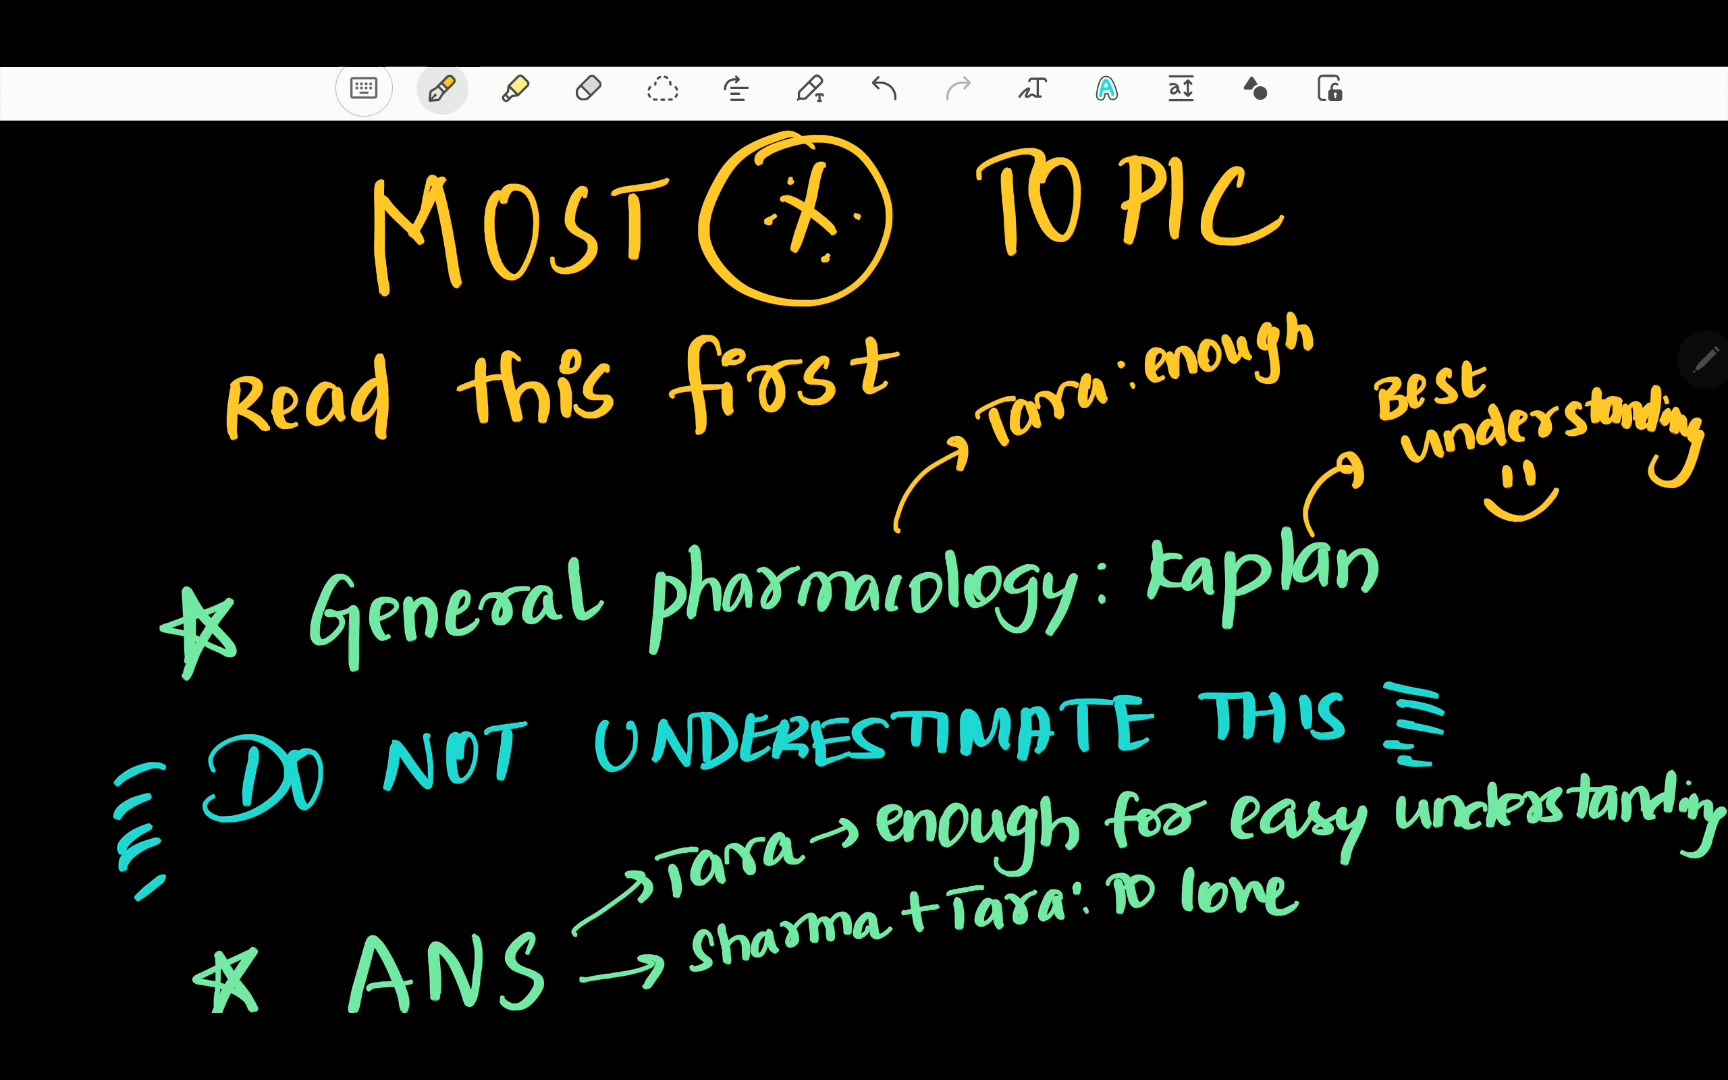 MOST TOPIC
Read this first
Tara: enough
Best
understanding
General pharmacology: Kaplan
DO NOT UNDERESTIMATE THIS
Tara → enough for easy understanding
Sharma + Tara: TO love
ANS